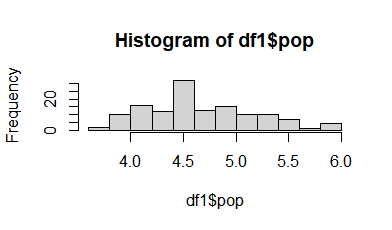 Histogram of df1$pop
Frequency
20
0
4.0 4.5 5.0 5.5 6.0
df1$pop